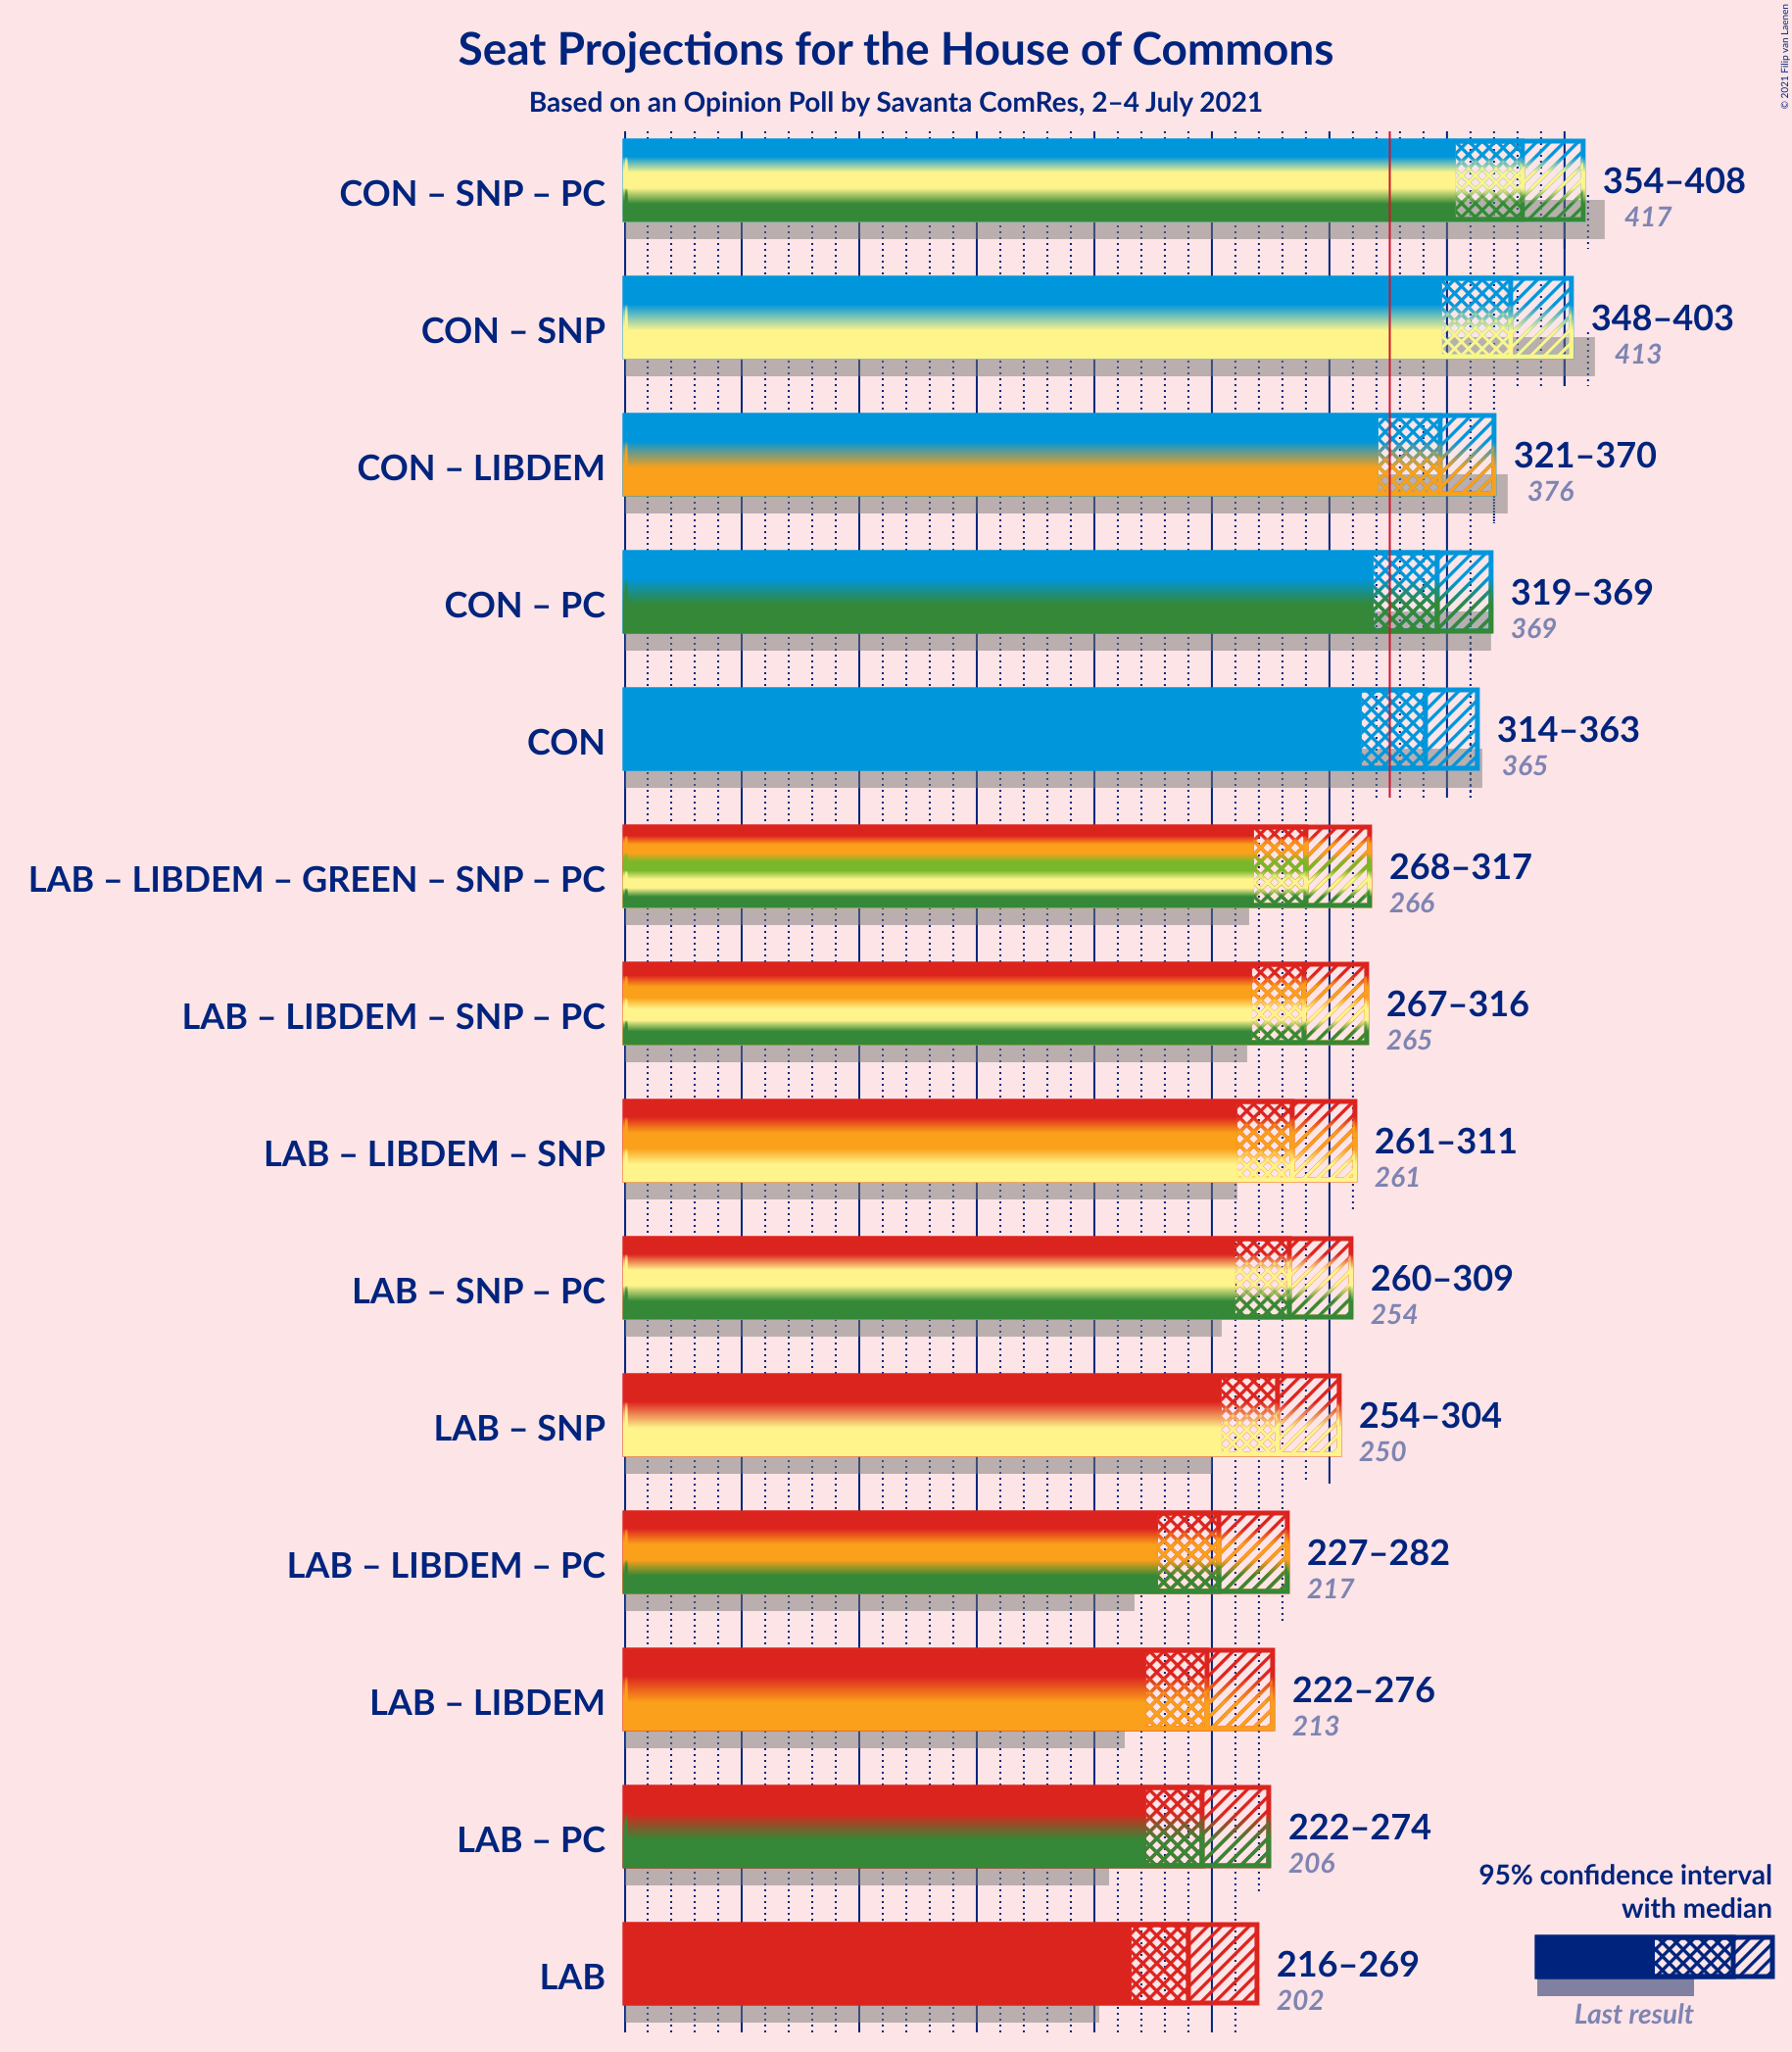 Seat Projections for the House of Commons
Based on an Opinion Poll by Savanta ComRes, 2–4 July 2021
© 2021 Filip van Laenen
CON – SNP – PC
354–408
417
CON – SNP
348–403
413
CON – LIBDEM
321–370
376
CON – PC
319–369
369
CON
314–363
365
LAB – LIBDEM – GREEN – SNP – PC
268–317
266
LAB – LIBDEM – SNP – PC
267–316
265
LAB – LIBDEM – SNP
261–311
261
LAB – SNP – PC
260–309
254
LAB – SNP
254–304
250
LAB – LIBDEM – PC
227–282
217
LAB – LIBDEM
222–276
213
LAB – PC
222–274
206
LAB
216–269
202
95% confidence interval
with median
Last result